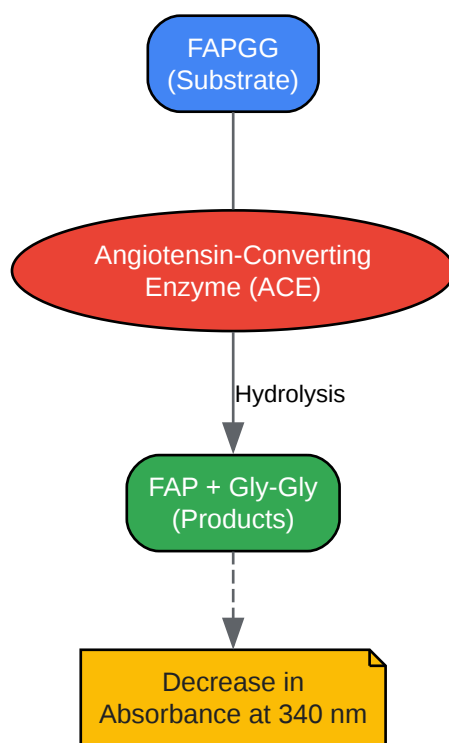 FAPGG
(Substrate)
Angiotensin-Converting
Enzyme (ACE)
Hydrolysis
FAP + Gly-Gly
(Products)
Decrease in
Absorbance at 340 nm